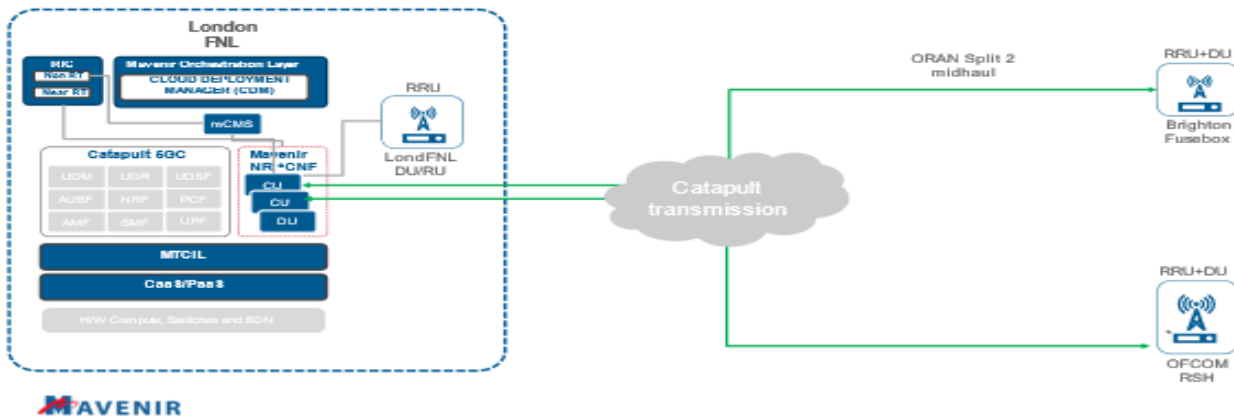 London
FNL
RIC
Non RT
Near RT
Mavenir Orchestration Layer
CLOUD DEPLOYMENT
MANAGER (CDM)
mCMS
RRU
LondFNL
DU/RU
Catapult 5GC
UDM
UDR
UDSF
AUSF
NRF
PCF
AMF
SMF
UPF
Mavenir
CU
CU
DU
MTCIL
CaaS/PaaS
H/W Compute, Switches and SDN
Catapult
transmission
ORAN Split 2
midhaul
RRU+DU
Brighton
Fusebox
RRU+DU
OFCOM
RSH
MAVENIR